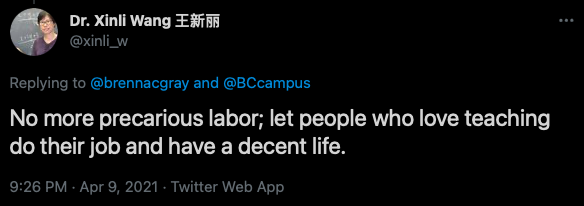 Dr. Xinli Wang 王新丽
@xinli_w
Replying to @brennacgray and @BCcampus
No more precarious labor; let people who love teaching
do their job and have a decent life.
9:26 PM · Apr 9, 2021 · Twitter Web App